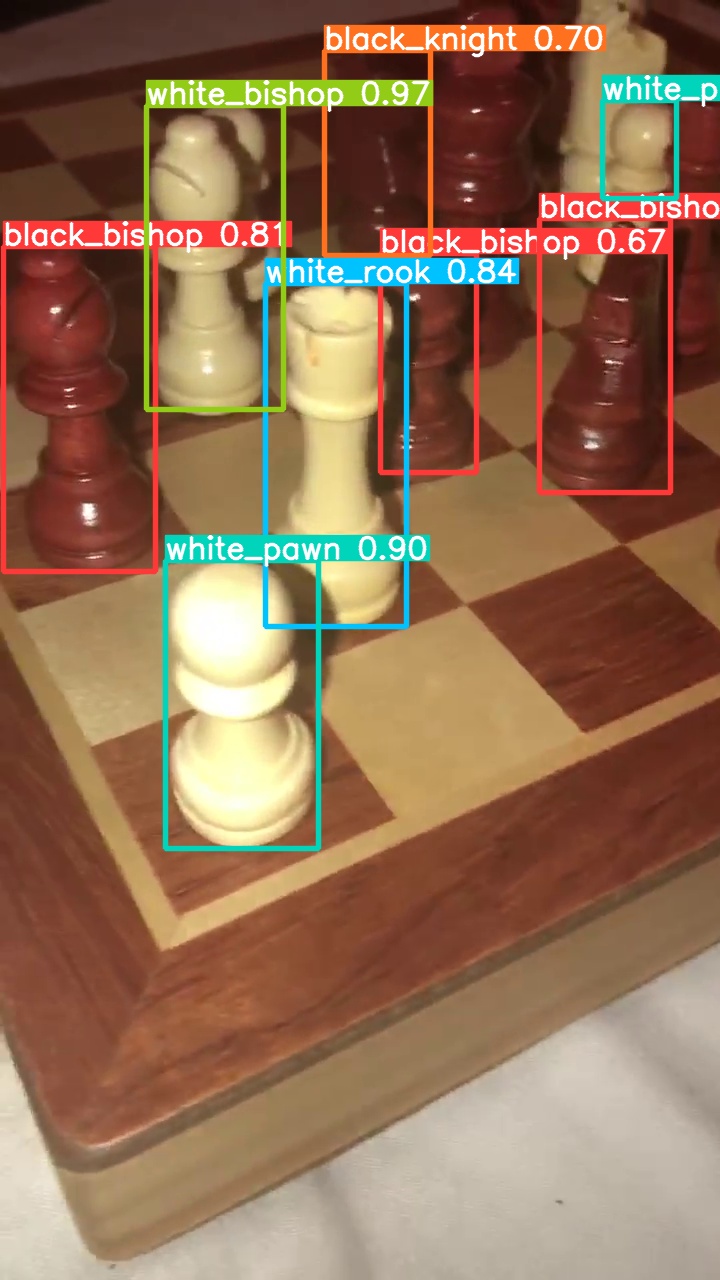 black_knight 0.70
white_p
white_bishop 0.97
black_bisho
black_bishop 0.81
black_bishop 0.67
white_rook 0.84
white_pawn 0.90